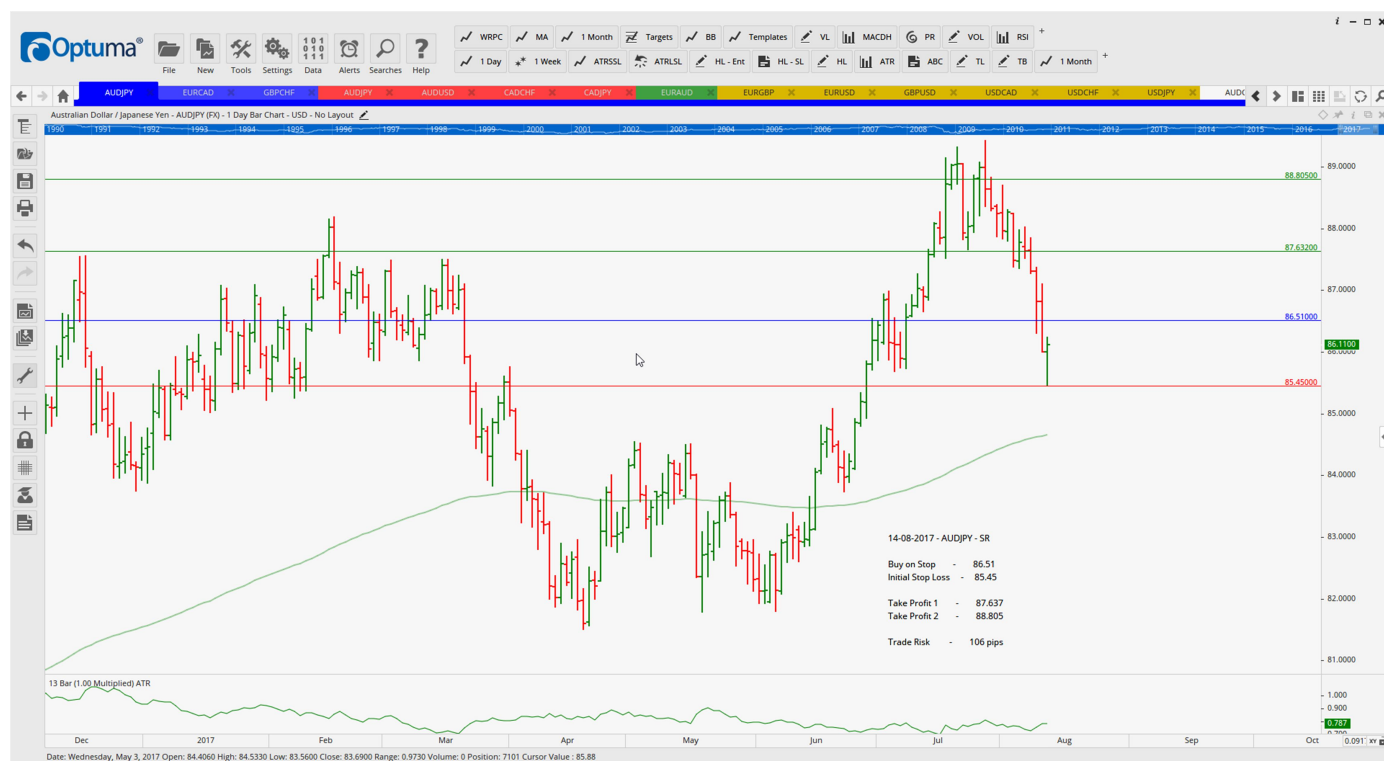 i
Optuma®
File New Tools Settings Data Alerts Searches Help
WRPC MA 1 Month Targets BB Templates VL MACDH PR VOL RSI +
1 Day 1 Week ATRSSL ATRLSL HL - Ent HL - SL HL ATR ABC TL TB 1 Month +
AUDJPY EURCAD GBPCHF AUDJPY AUDUSD CADCHF CADJPY EURAUD EURGBP EURUSD GBPUSD USDCAD USDCHF USDJPY
Australian Dollar / Japanese Yen - AUDJPY (FX) - 1 Day Bar Chart - USD - No Layout
1990 1991 1992 1993 1994 1995 1996 1997 1998 1999 2000 2001 2002 2003 2004 2005 2006 2007 2008 2009 2010 2011 2012 2013 2014 2015 2016 2017
89.0000
88.80500
88.0000
87.63200
87.0000
86.51000
86.1100
86.0000
85.45000
85.0000
84.0000
83.0000
82.0000
81.0000
14-08-2017 - AUDJPY - SR
Buy on Stop - 86.51
Initial Stop Loss - 85.45
Take Profit 1 - 87.637
Take Profit 2 - 88.805
Trade Risk - 106 pips
13 Bar (1.00 Multiplied) ATR
1.000
0.900
0.787
Dec 2017 Feb Mar Apr May Jun Jul Aug Sep Oct
Date: Wednesday, May 3, 2017 Open: 84.4060 High: 84.5330 Low: 83.5600 Close: 83.6900 Range: 0.9730 Volume: 0 Position: 7101 Cursor Value : 85.88